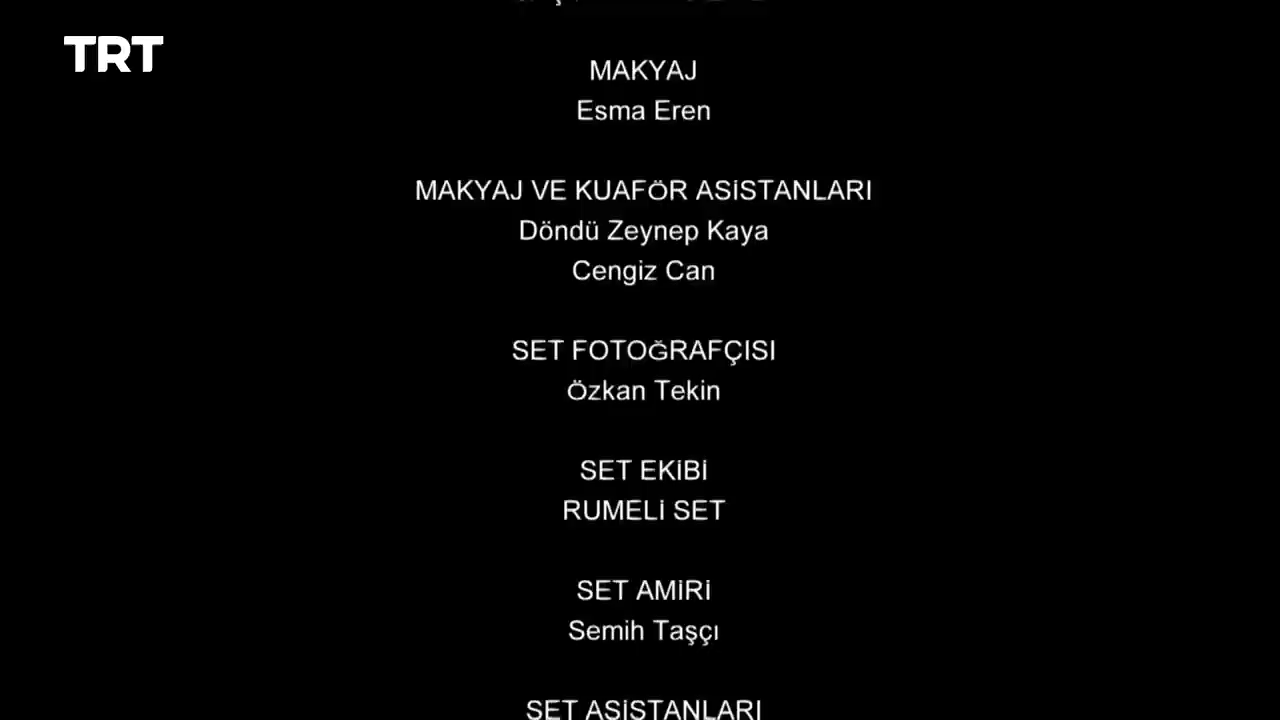 TRT
MAKYAJ
Esma Eren
MAKYAJ VE KUAFÖR ASİSTANLARI
Döndü Zeynep Kaya
Cengiz Can
SET FOTOĞRAFÇISI
Özkan Tekin
SET EKİBİ
RUMELİ SET
SET AMİRİ
Semih Taşçı
SET ASİSTANLARI